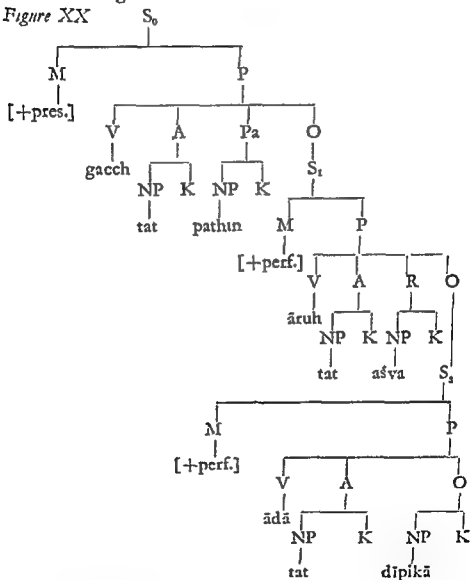 Figure XX S₀
M P
[+pres.]
V A Pa O
gacch S₁
NP K NP K
tat pathin M P
[+perf.]
V A R O
āruh
NP K NP K
tat aśva S₂
M P
[+perf.]
V A O
ādā
NP K NP K
tat dīpikā